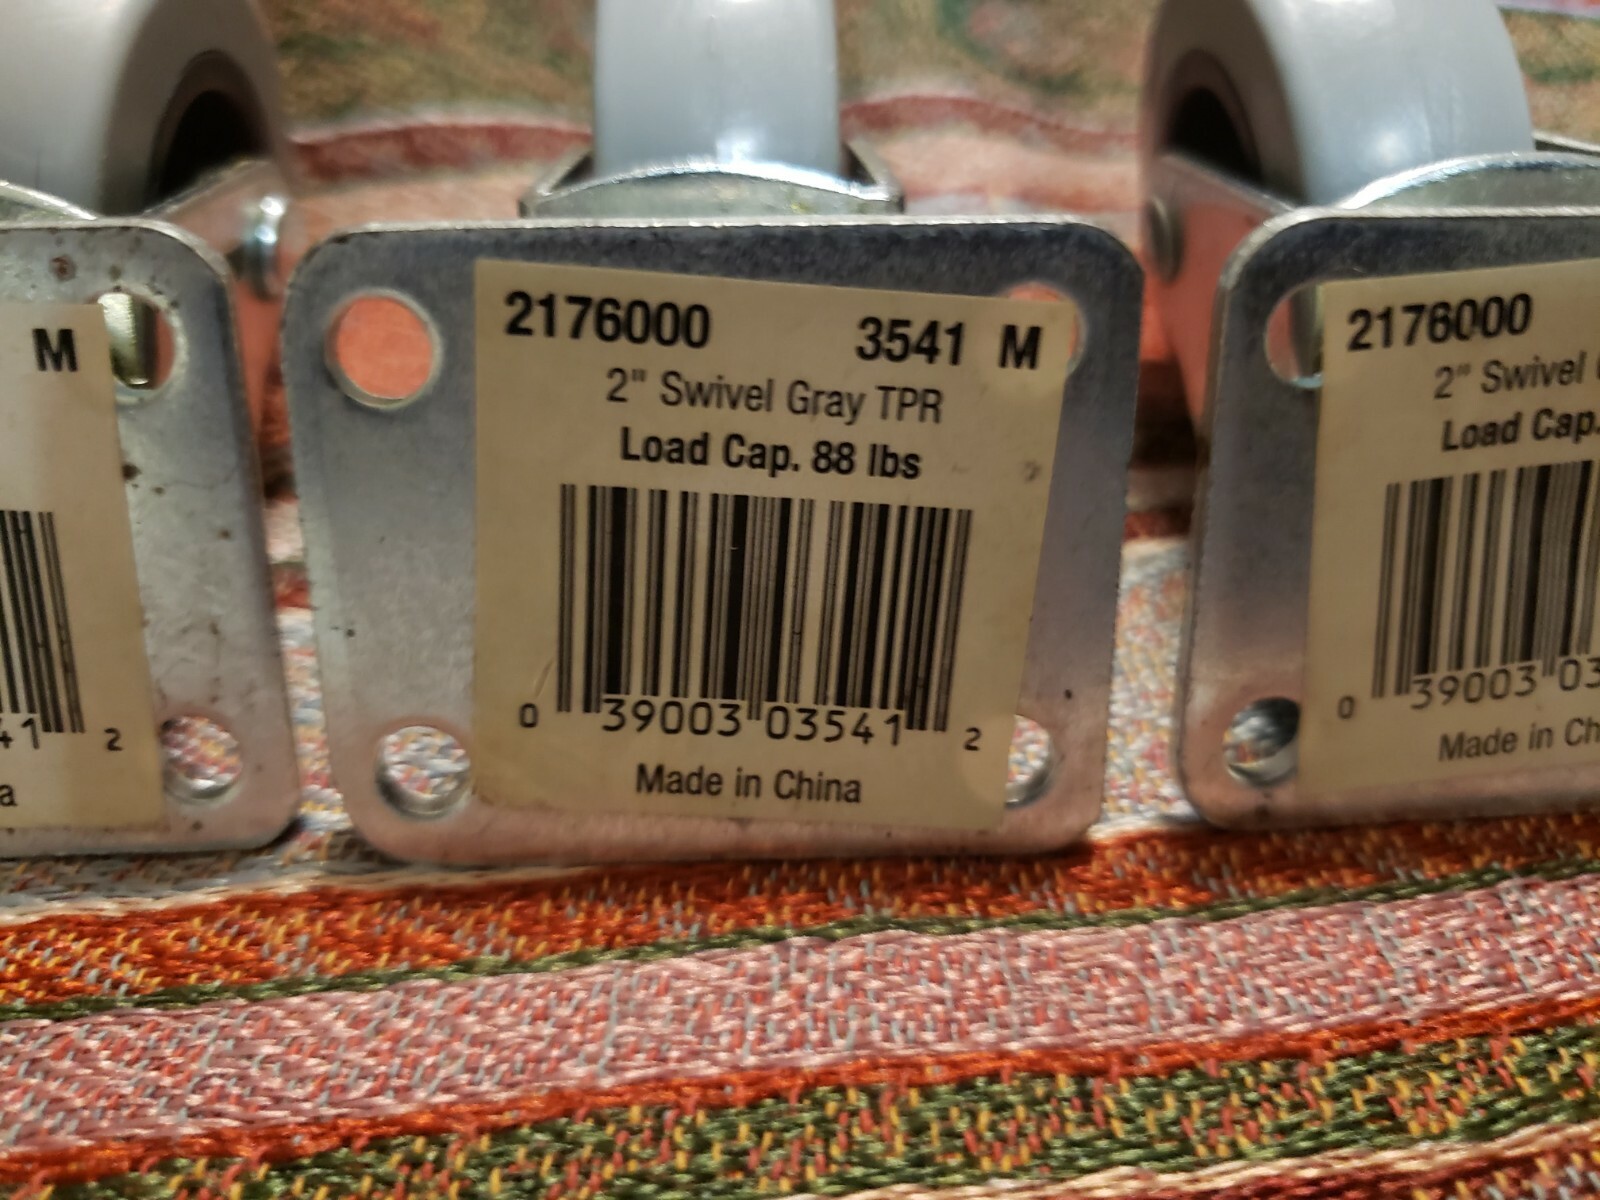 M
41 2
a
2176000 3541 M
2" Swivel Gray TPR
Load Cap. 88 lbs
0 39003 03541 2
Made in China
2176000
2" Swivel
Load Cap.
0 39003 03
Made in Ch